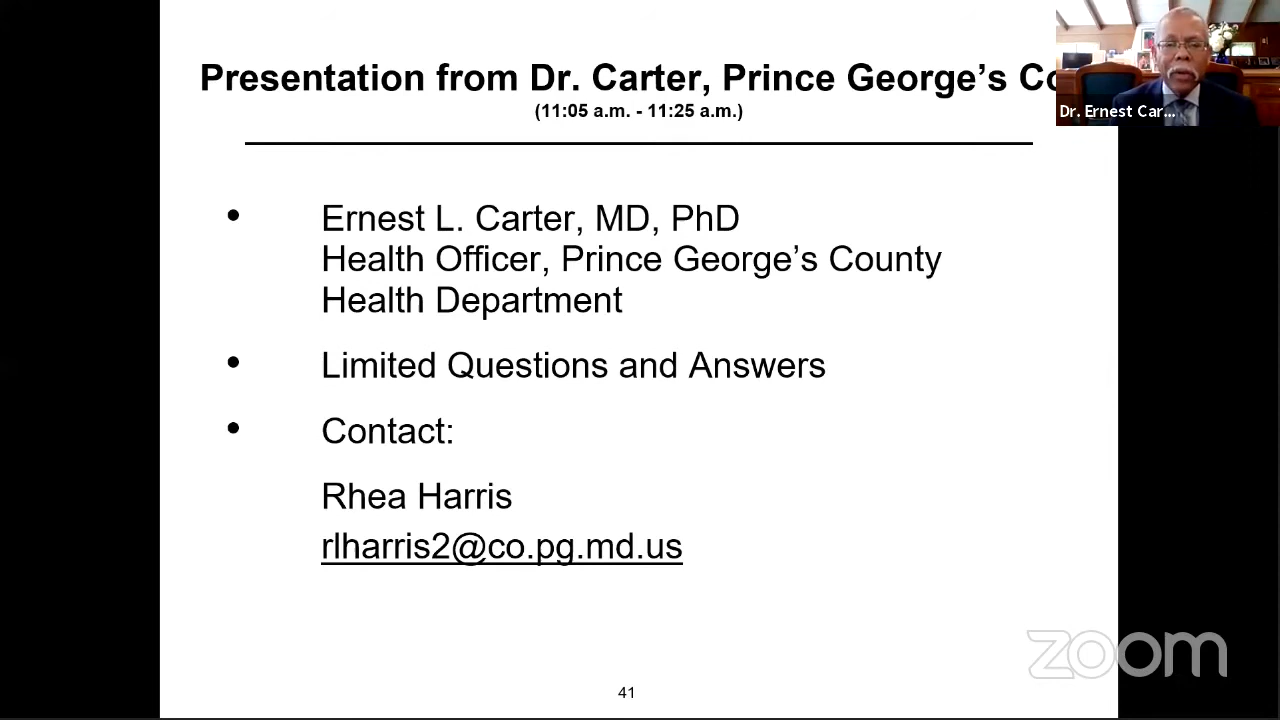 Presentation from Dr. Carter, Prince George’s Co
(11:05 a.m. - 11:25 a.m.)
Dr. Ernest Car...
• Ernest L. Carter, MD, PhD
Health Officer, Prince George’s County
Health Department
• Limited Questions and Answers
• Contact:
Rhea Harris
rlharris2@co.pg.md.us
zoom
41